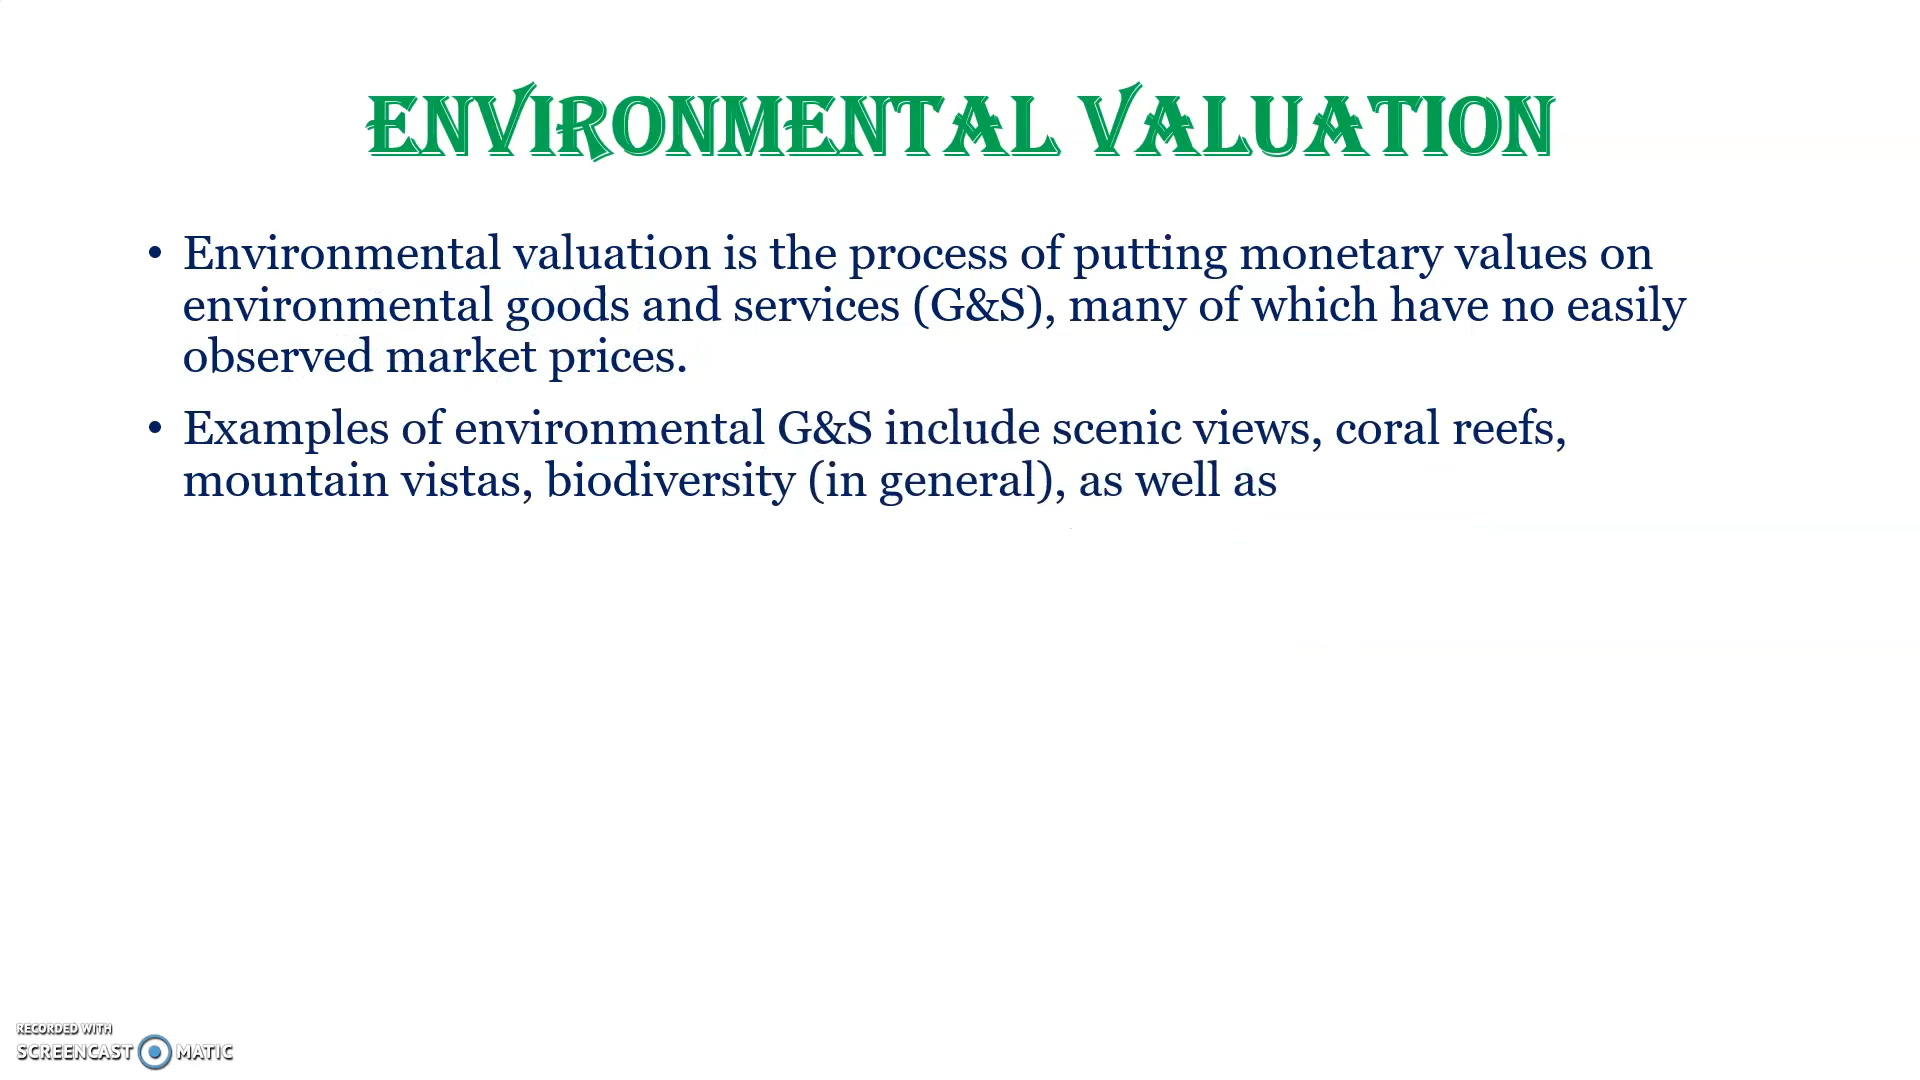 ENVIRONMENTAL VALUATION
• Environmental valuation is the process of putting monetary values on
environmental goods and services (G&S), many of which have no easily
observed market prices.
• Examples of environmental G&S include scenic views, coral reefs,
mountain vistas, biodiversity (in general), as well as
RECORDED WITH
SCREENCAST MATIC